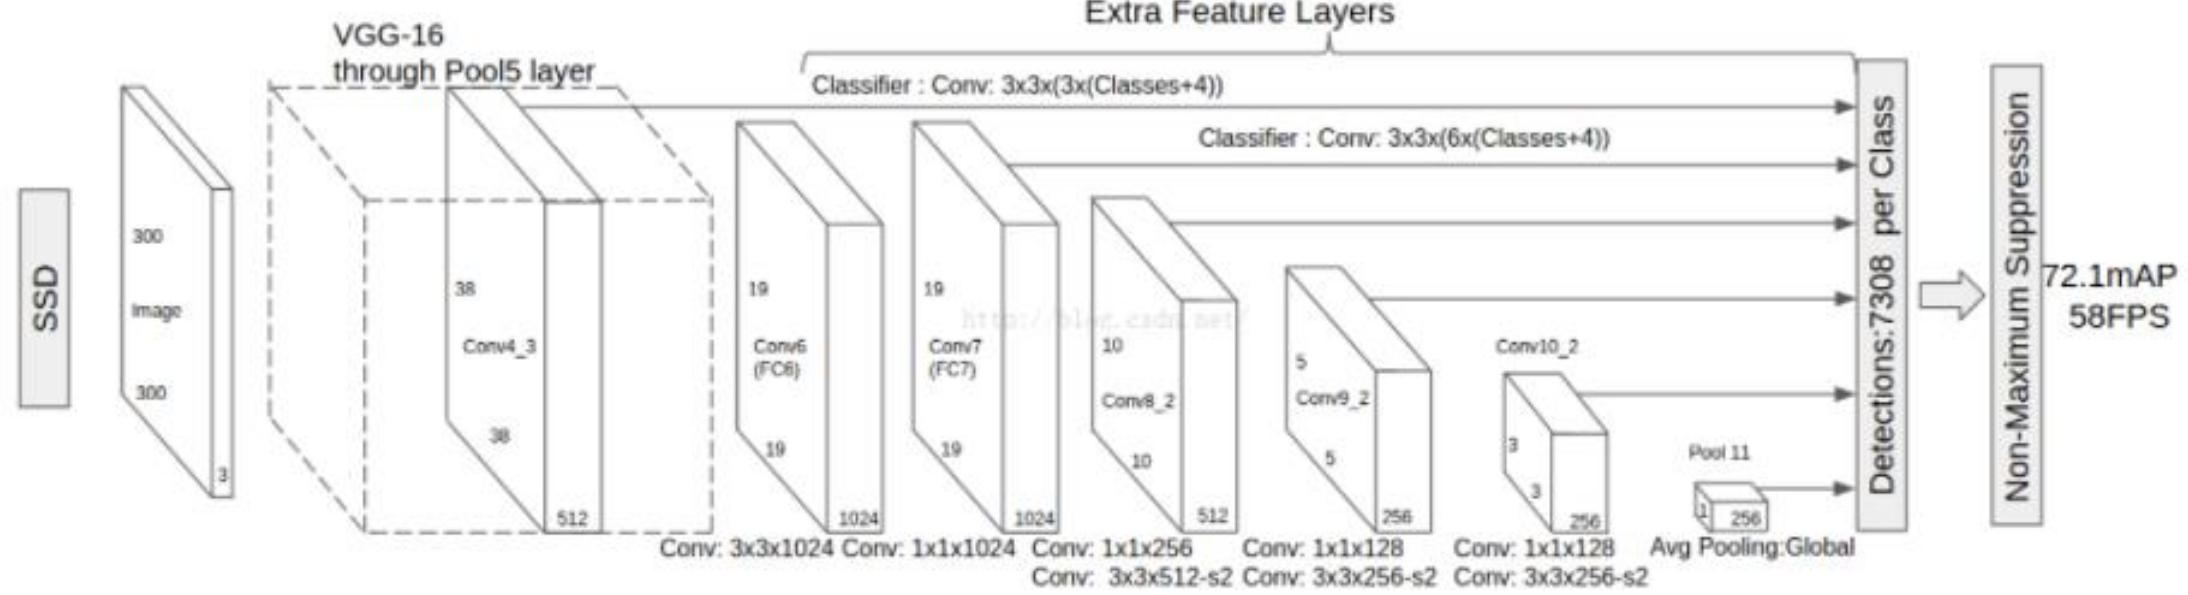 Extra Feature Layers
VGG-16
through Pool5 layer
Classifier : Conv: 3x3x(3x(Classes+4))
Classifier : Conv: 3x3x(6x(Classes+4))
SSD
300
Image
300
3
38
Conv4_3
38
512
19
Conv6
(FC6)
19
1024
19
Conv7
(FC7)
19
1024
http://blog.csdn.net/
10
Conv8_2
10
512
5
Conv9_2
5
256
Conv10_2
3
3
256
Pool 11
1
256
Conv: 3x3x1024
Conv: 1x1x1024
Conv: 1x1x256
Conv: 3x3x512-s2
Conv: 1x1x128
Conv: 3x3x256-s2
Conv: 1x1x128
Conv: 3x3x256-s2
Avg Pooling:Global
Detections:7308 per Class
Non-Maximum Suppression
72.1mAP
58FPS